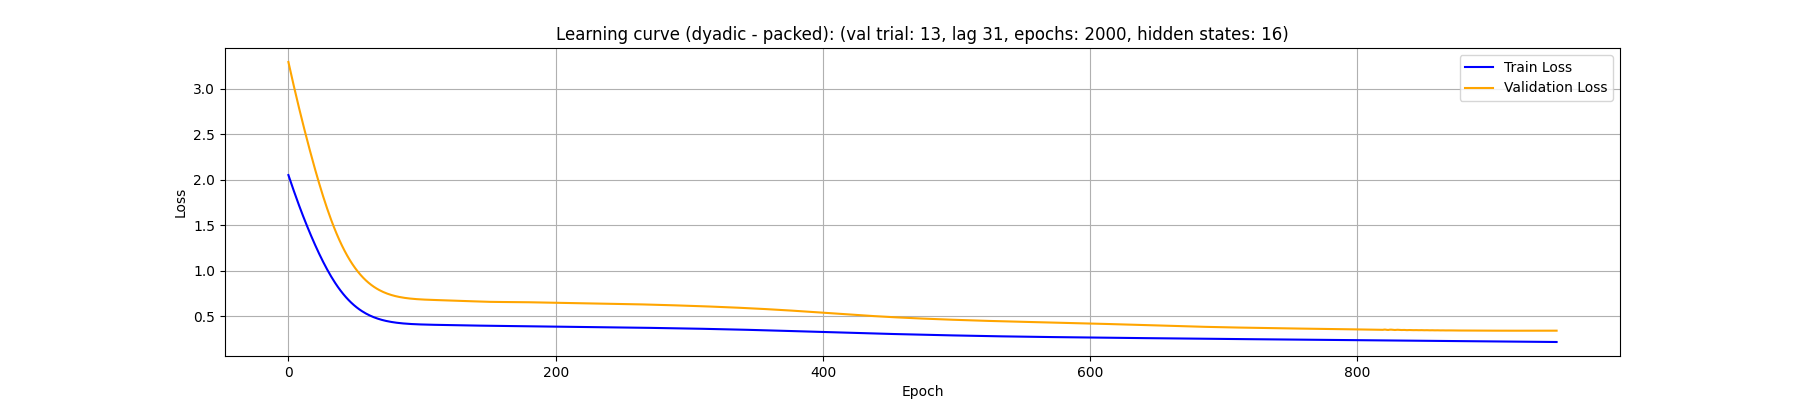 Learning curve (dyadic - packed): (val trial: 13, lag 31, epochs: 2000, hidden states: 16)
Train Loss
Validation Loss
3.0
2.5
2.0
1.5
1.0
0.5
Loss
0 200 400 600 800
Epoch